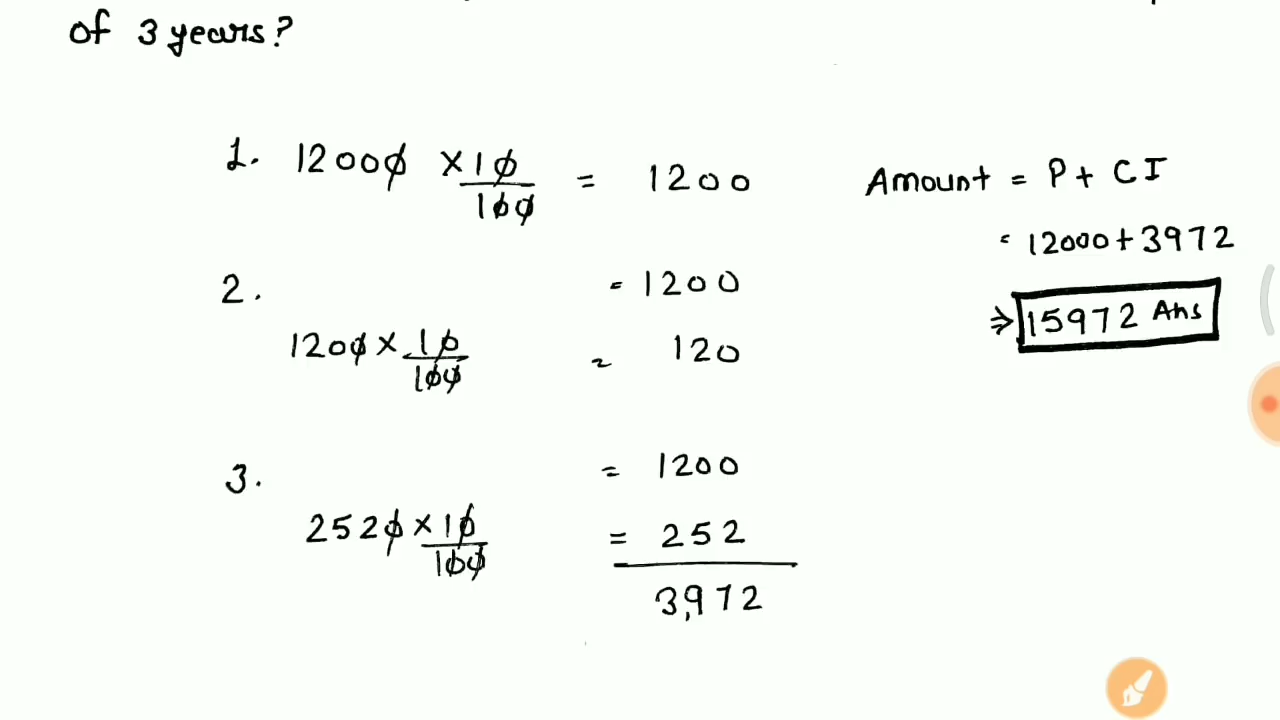 of 3 years?
1. 12000 × 10/100 = 1200
2. = 1200
1200 × 10/100 = 120
3. = 1200
2520 × 10/100 = 252
3,972
Amount = P + CI
= 12000 + 3972
⇒ 15972 Ans